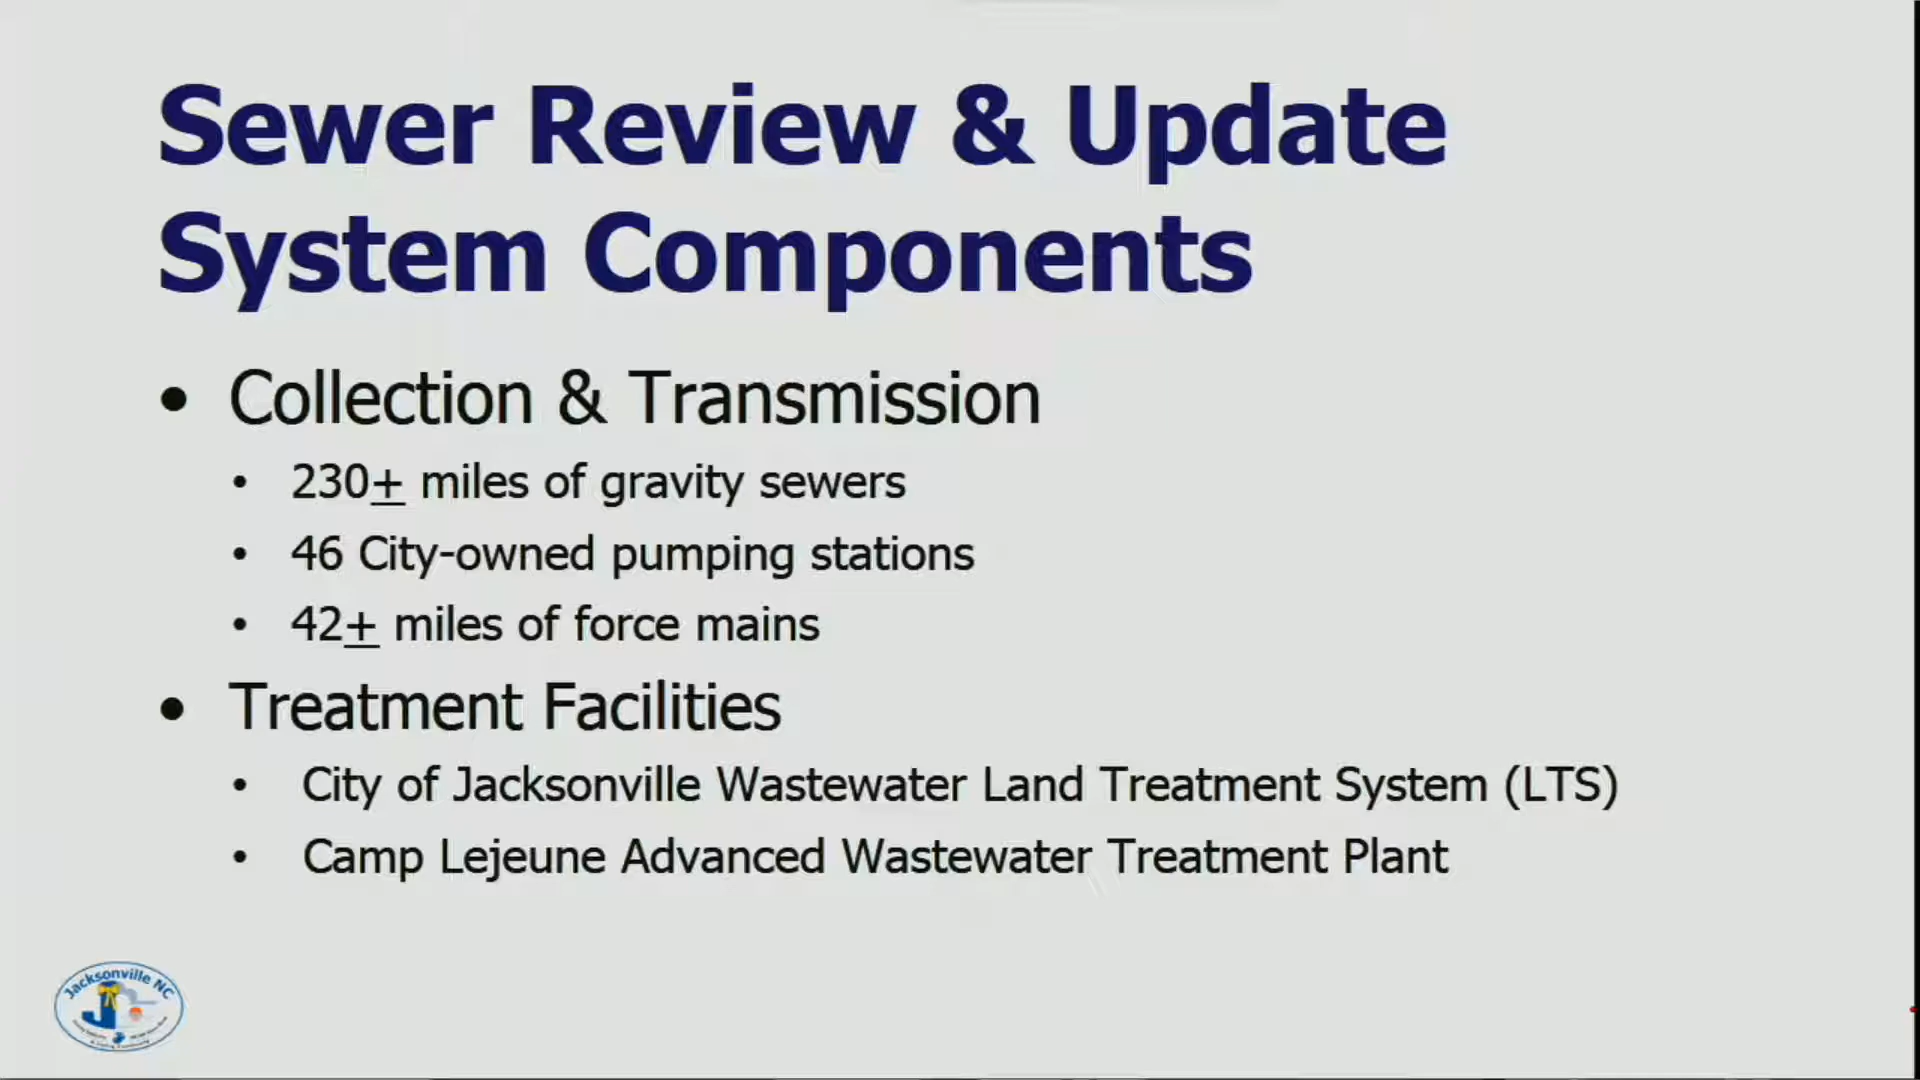 Sewer Review & Update
System Components
• Collection & Transmission
• 230± miles of gravity sewers
• 46 City-owned pumping stations
• 42± miles of force mains
• Treatment Facilities
• City of Jacksonville Wastewater Land Treatment System (LTS)
• Camp Lejeune Advanced Wastewater Treatment Plant
Jacksonville NC